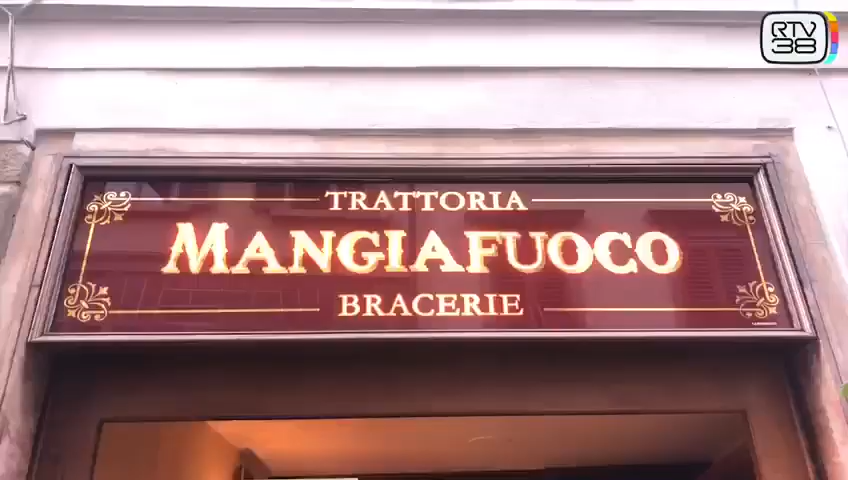 RTV
38
TRATTORIA
MANGIAFUOCO
BRACERIE